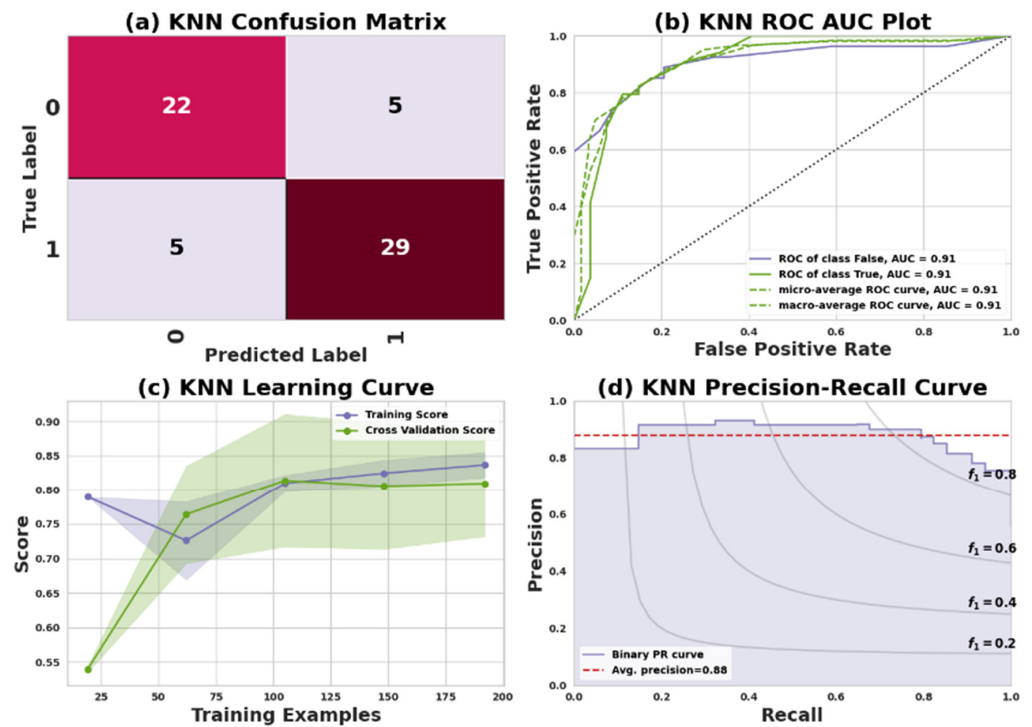 (a) KNN Confusion Matrix
True Label
0
1
22
5
5
29
0
1
Predicted Label
(b) KNN ROC AUC Plot
True Positive Rate
1.0
0.8
0.6
0.4
0.2
0.0
ROC of class False, AUC = 0.91
ROC of class True, AUC = 0.91
micro-average ROC curve, AUC = 0.91
macro-average ROC curve, AUC = 0.91
0.0
0.2
0.4
0.6
0.8
1.0
False Positive Rate
(c) KNN Learning Curve
Score
0.90
0.85
0.80
0.75
0.70
0.65
0.60
0.55
Training Score
Cross Validation Score
25
50
75
100
125
150
175
200
Training Examples
(d) KNN Precision-Recall Curve
Precision
1.0
0.8
0.6
0.4
0.2
0.0
f₁=0.8
f₁=0.6
f₁=0.4
f₁=0.2
Binary PR curve
Avg. precision=0.88
0.0
0.2
0.4
0.6
0.8
1.0
Recall